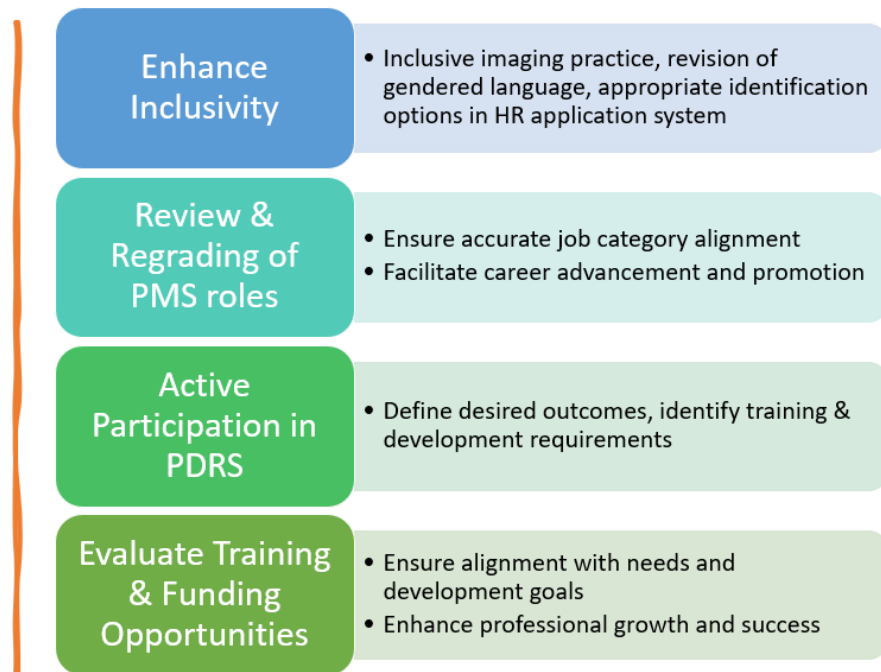 Enhance
Inclusivity
• Inclusive imaging practice, revision of
gendered language, appropriate identification
options in HR application system
Review &
Regrading of
PMS roles
• Ensure accurate job category alignment
• Facilitate career advancement and promotion
Active
Participation in
PDRS
• Define desired outcomes, identify training &
development requirements
Evaluate Training
& Funding
Opportunities
• Ensure alignment with needs and
development goals
• Enhance professional growth and success